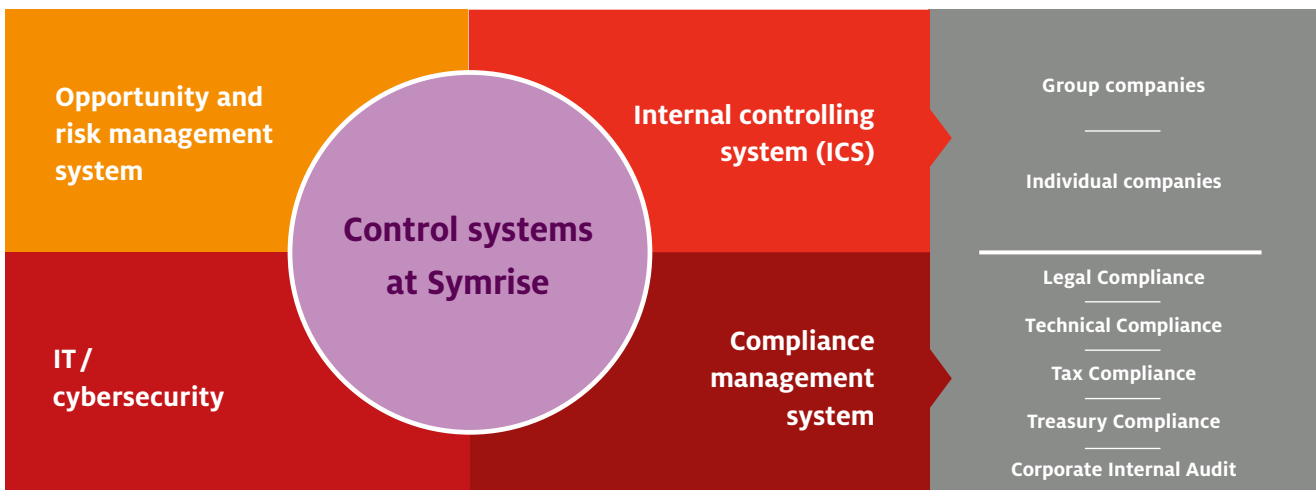 Opportunity and
risk management
system
Internal controlling
system (ICS)
Control systems
at Symrise
IT /
cybersecurity
Compliance
management
system
Group companies
Individual companies
Legal Compliance
Technical Compliance
Tax Compliance
Treasury Compliance
Corporate Internal Audit